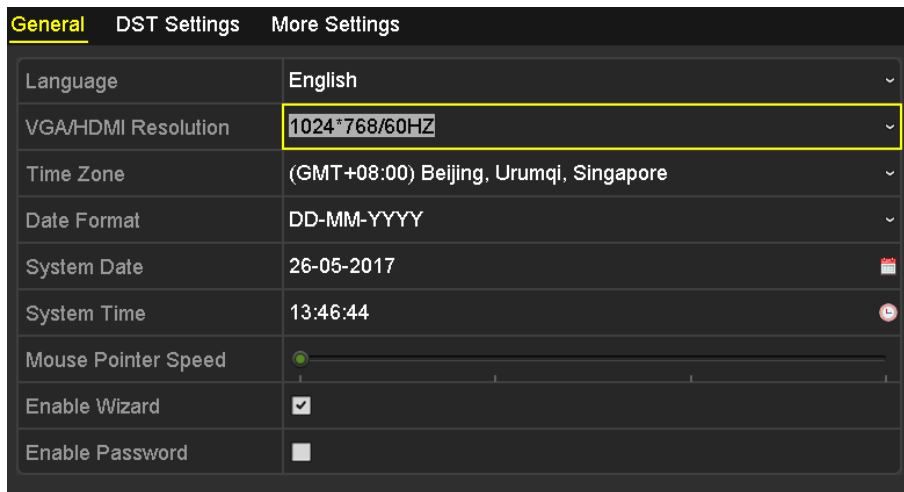 General DST Settings More Settings
Language English
VGA/HDMI Resolution 1024*768/60HZ
Time Zone (GMT+08:00) Beijing, Urumqi, Singapore
Date Format DD-MM-YYYY
System Date 26-05-2017
System Time 13:46:44
Mouse Pointer Speed
Enable Wizard
Enable Password